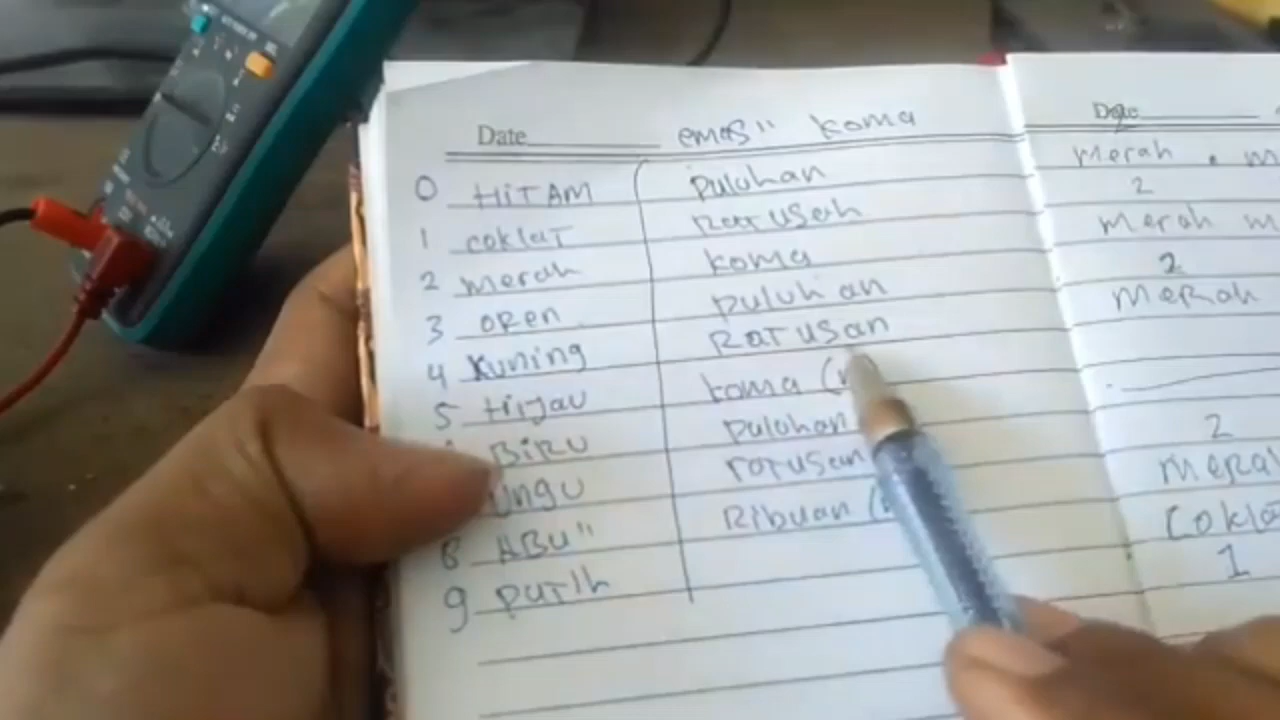 Date emas" koma
0 HITAM puluhan
1 coklat Ratusan
2 merah koma
3 oren puluhan
4 Kuning Ratusan
5 Hijau koma (
BIRU puluhan
Ungu ratusan
8 ABU" Ribuan (
9 PUTIH
Date
Merah . m
2
Merah m
2
Merah
2
Merah
Cokla
1